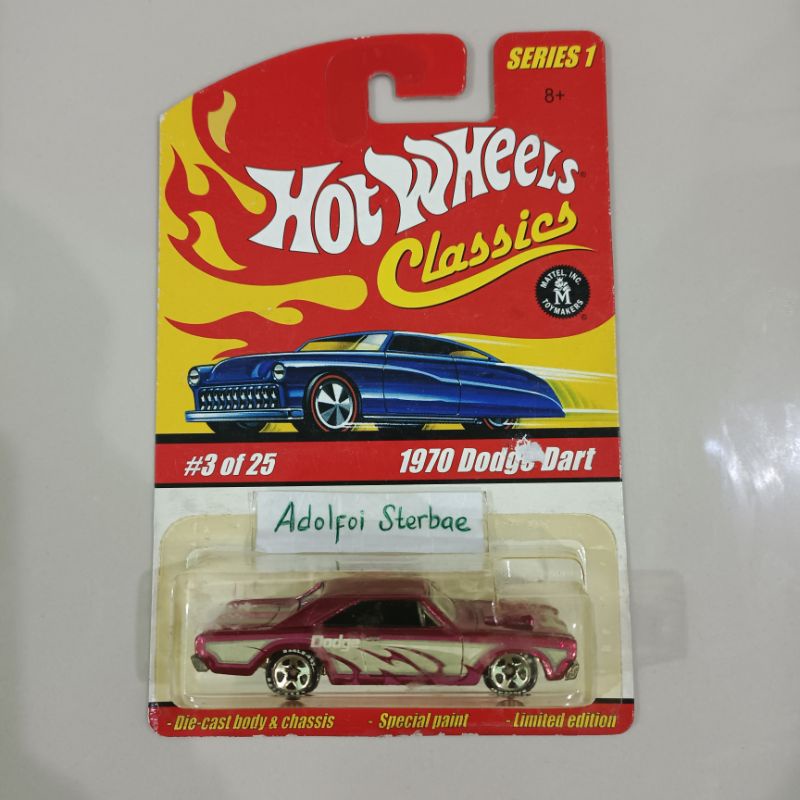 SERIES 1
8+
Hot Wheels
Classics
MATTEL, INC.
M
TOYMAKERS
#3 of 25
1970 Dodge Dart
Adolfoi Sterbae
Dodge
- Die-cast body & chassis
- Special paint
- Limited edition